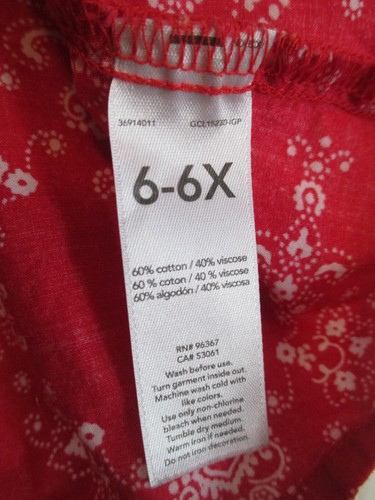 36914011 GCL15220-IGP
6-6X
60% cotton / 40% viscose
60 % coton / 40 % viscose
60% algodón / 40% viscosa
RN# 96367
CA# 53061
Wash before use.
Turn garment inside out.
Machine wash cold with
like colors.
Use only non-chlorine
bleach when needed.
Tumble dry medium.
Warm iron if needed.
Do not iron decoration.